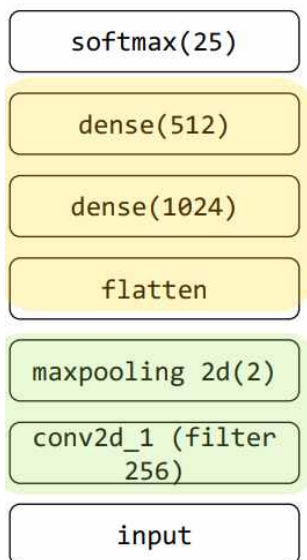 softmax(25)
dense(512)
dense(1024)
flatten
maxpooling 2d(2)
conv2d_1 (filter
256)
input